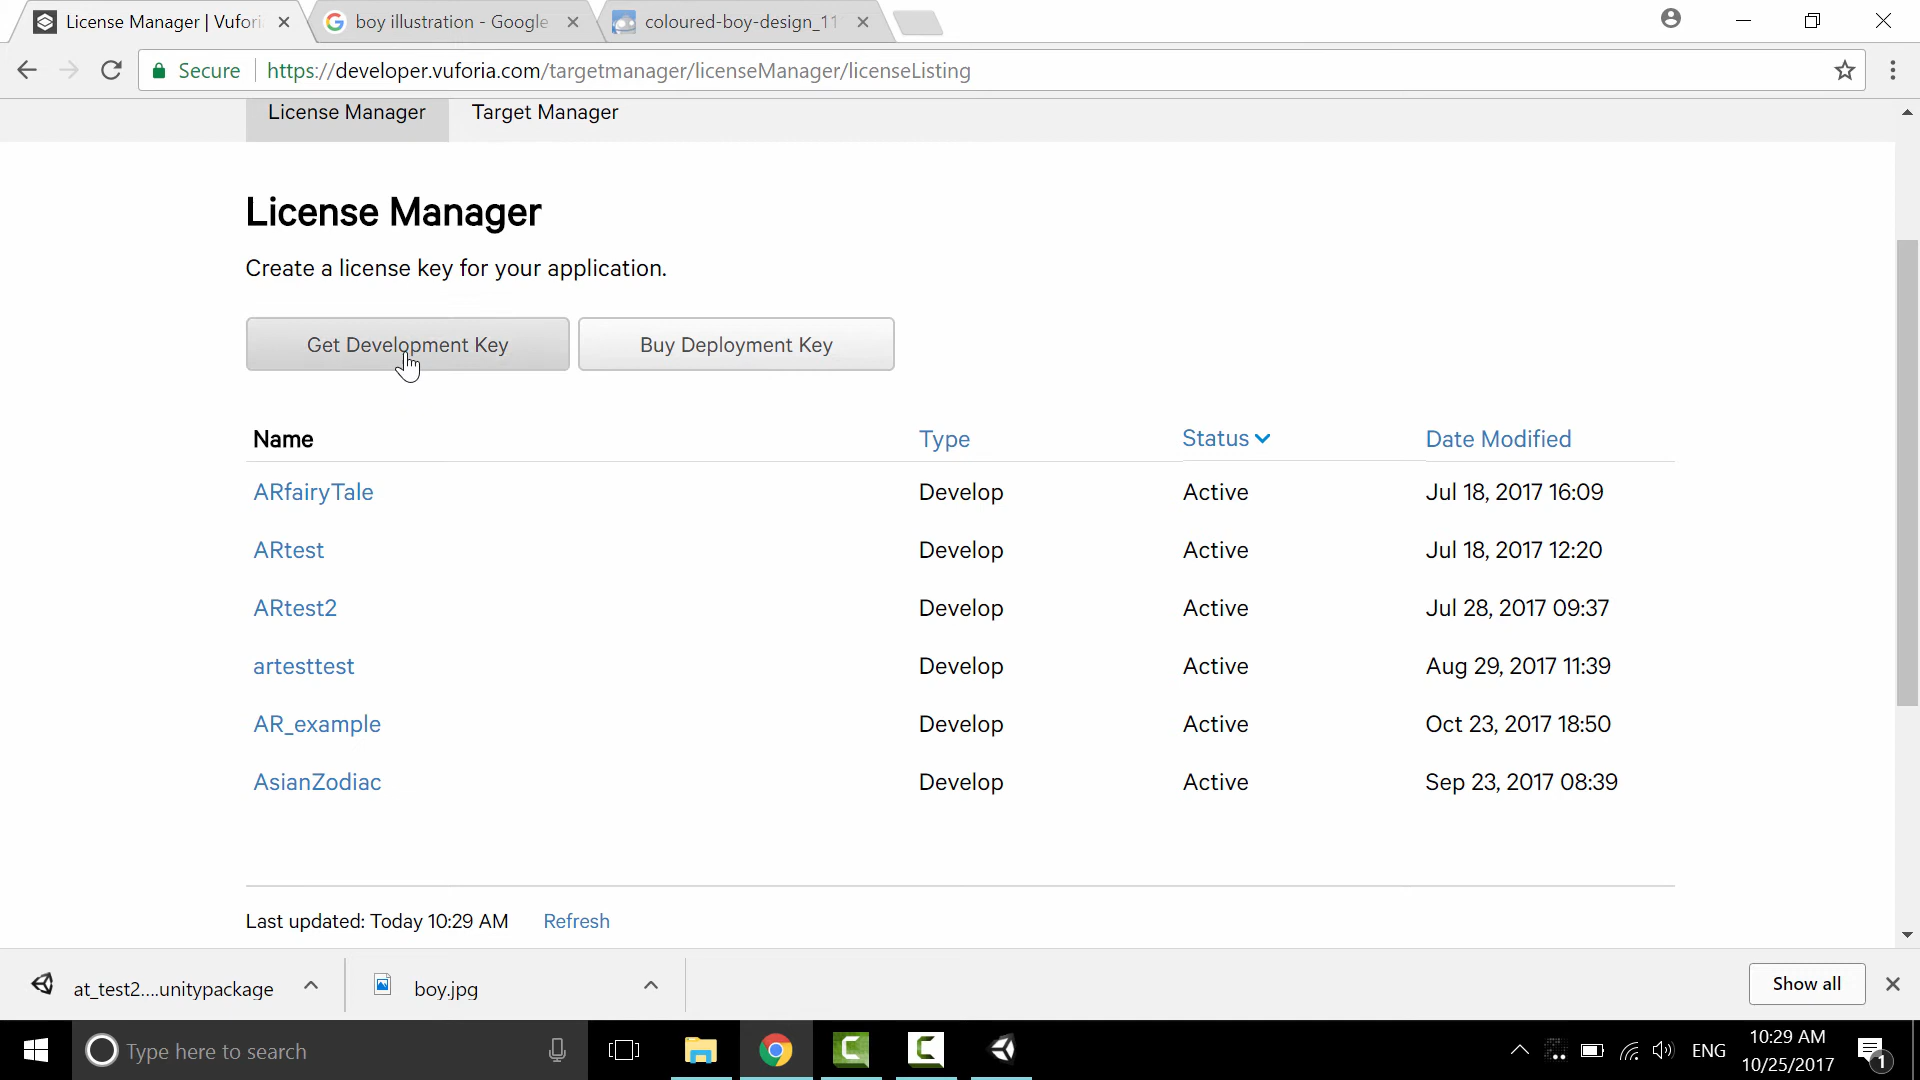 License Manager | Vufori
boy illustration - Google
coloured-boy-design_11
Secure
https://developer.vuforia.com/targetmanager/licenseManager/licenseListing
License Manager
Target Manager
License Manager
Create a license key for your application.
Get Development Key
Buy Deployment Key
Name Type Status Date Modified
ARfairyTale Develop Active Jul 18, 2017 16:09
ARtest Develop Active Jul 18, 2017 12:20
ARtest2 Develop Active Jul 28, 2017 09:37
artesttest Develop Active Aug 29, 2017 11:39
AR_example Develop Active Oct 23, 2017 18:50
AsianZodiac Develop Active Sep 23, 2017 08:39
Last updated: Today 10:29 AM Refresh
at_test2....unitypackage
boy.jpg
Show all
Type here to search
ENG
10:29 AM
10/25/2017
1